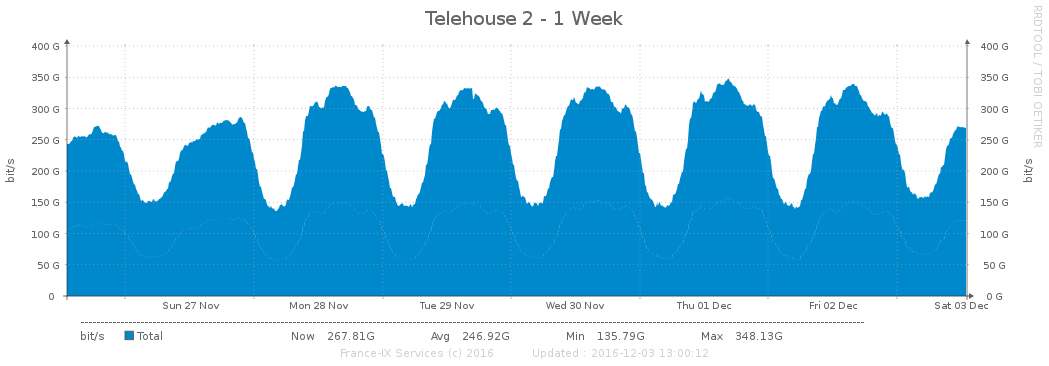 Telehouse 2 - 1 Week
RRDTOOL / TOBI OETIKER
bit/s
400 G
350 G
300 G
250 G
200 G
150 G
100 G
50 G
0
400 G
350 G
300 G
250 G
200 G
150 G
100 G
50 G
0 G
bit/s
Sun 27 Nov Mon 28 Nov Tue 29 Nov Wed 30 Nov Thu 01 Dec Fri 02 Dec Sat 03 Dec
bit/s Total Now 267.81G Avg 246.92G Min 135.79G Max 348.13G
France-IX Services (c) 2016 Updated : 2016-12-03 13:00:12